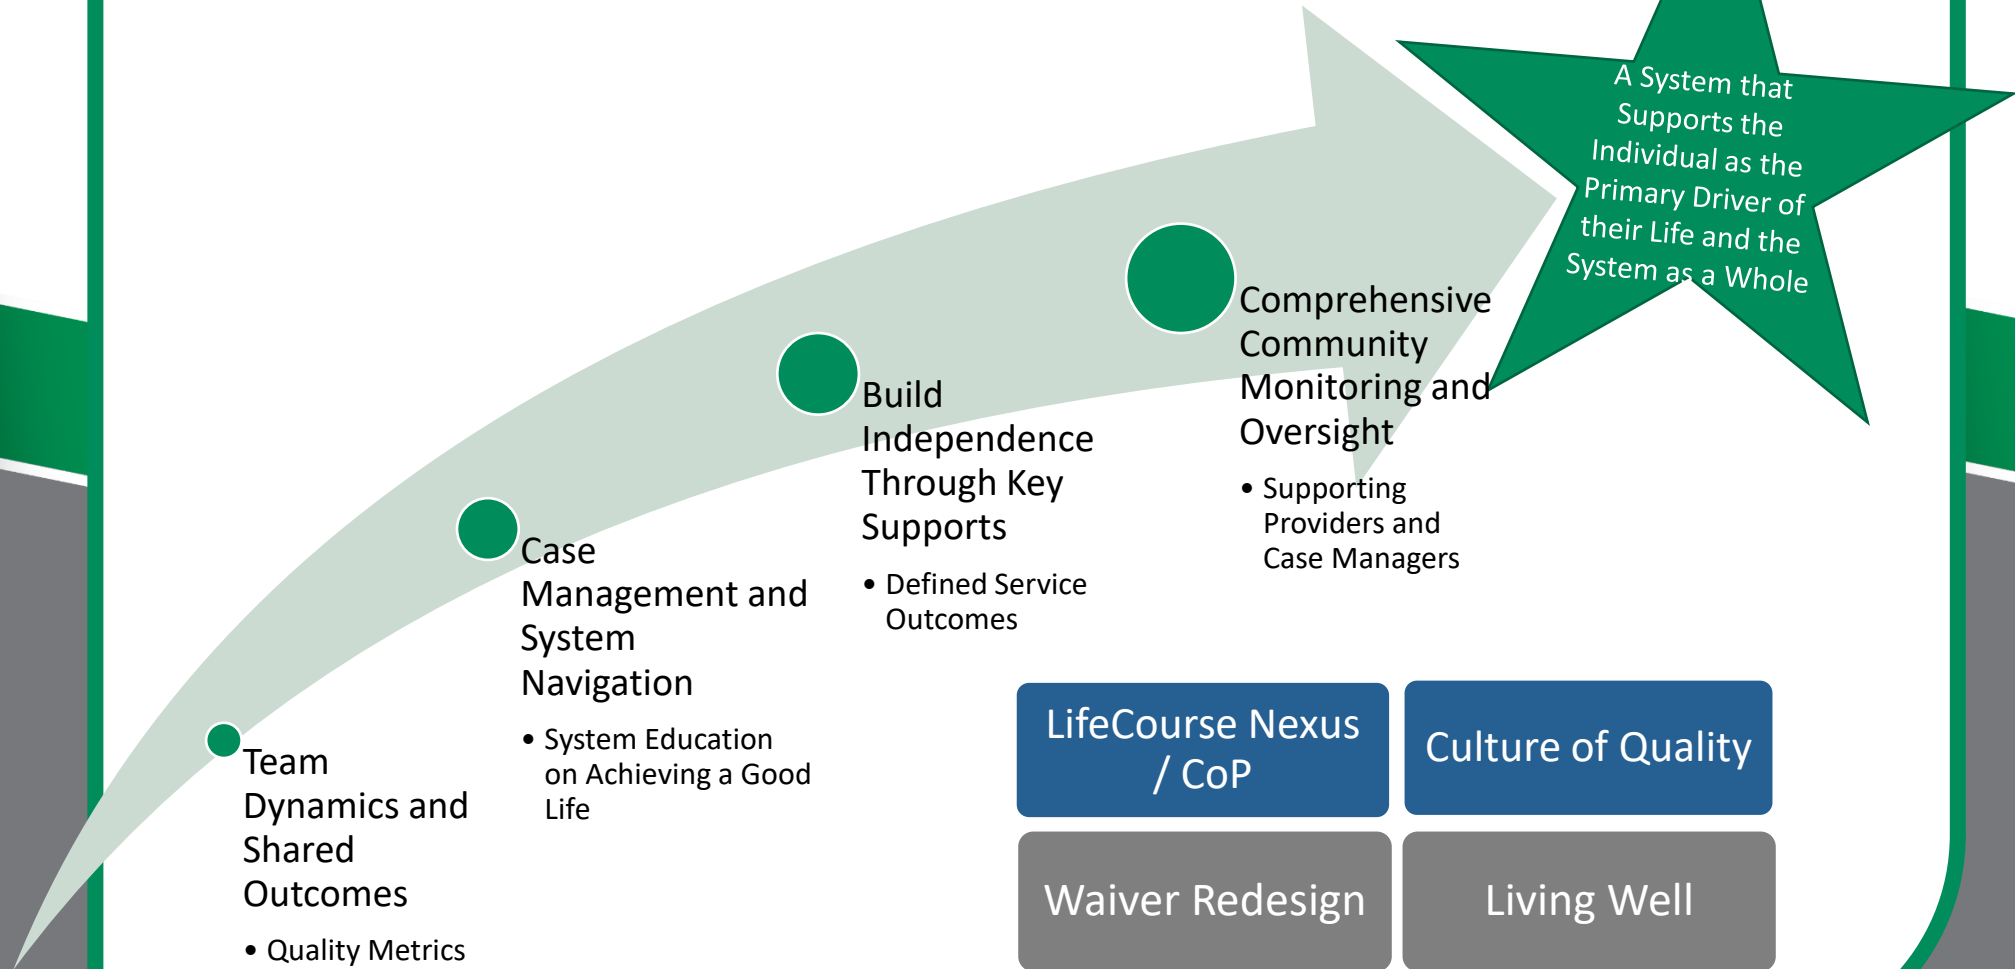 A System that
Supports the
Individual as the
Primary Driver of
their Life and the
System as a Whole
Comprehensive
Community
Monitoring and
Oversight
• Supporting
Providers and
Case Managers
Build
Independence
Through Key
Supports
• Defined Service
Outcomes
Case
Management and
System
Navigation
• System Education
on Achieving a Good
Life
Team
Dynamics and
Shared
Outcomes
• Quality Metrics
LifeCourse Nexus
/ CoP
Culture of Quality
Waiver Redesign
Living Well